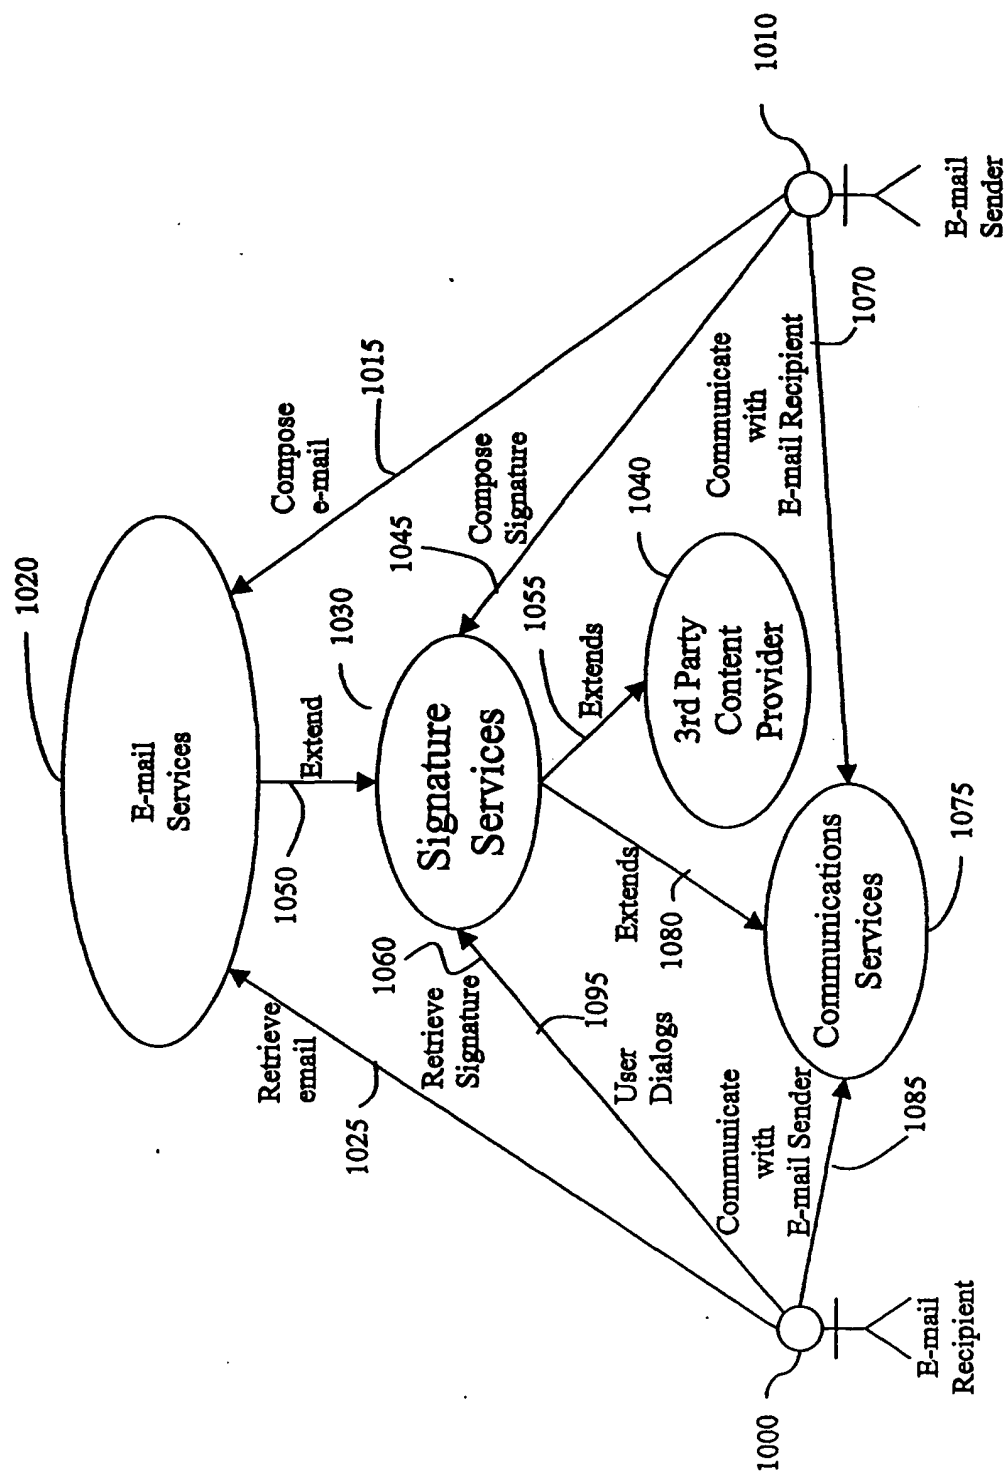 1020
E-mail
Services
Compose
e-mail
1015
Retrieve
email
1025
1050
Extend
1030
1045
Compose
Signature
1010
Signature
Services
1060
Retrieve
Signature
1095
User
Dialogs
1055
Extends
Extends
1080
1040
3rd Party
Content
Provider
Communicate
with
E-mail Recipient
1070
Communicate
with
E-mail Sender
1085
Communications
Services
1075
1000
E-mail
Recipient
E-mail
Sender